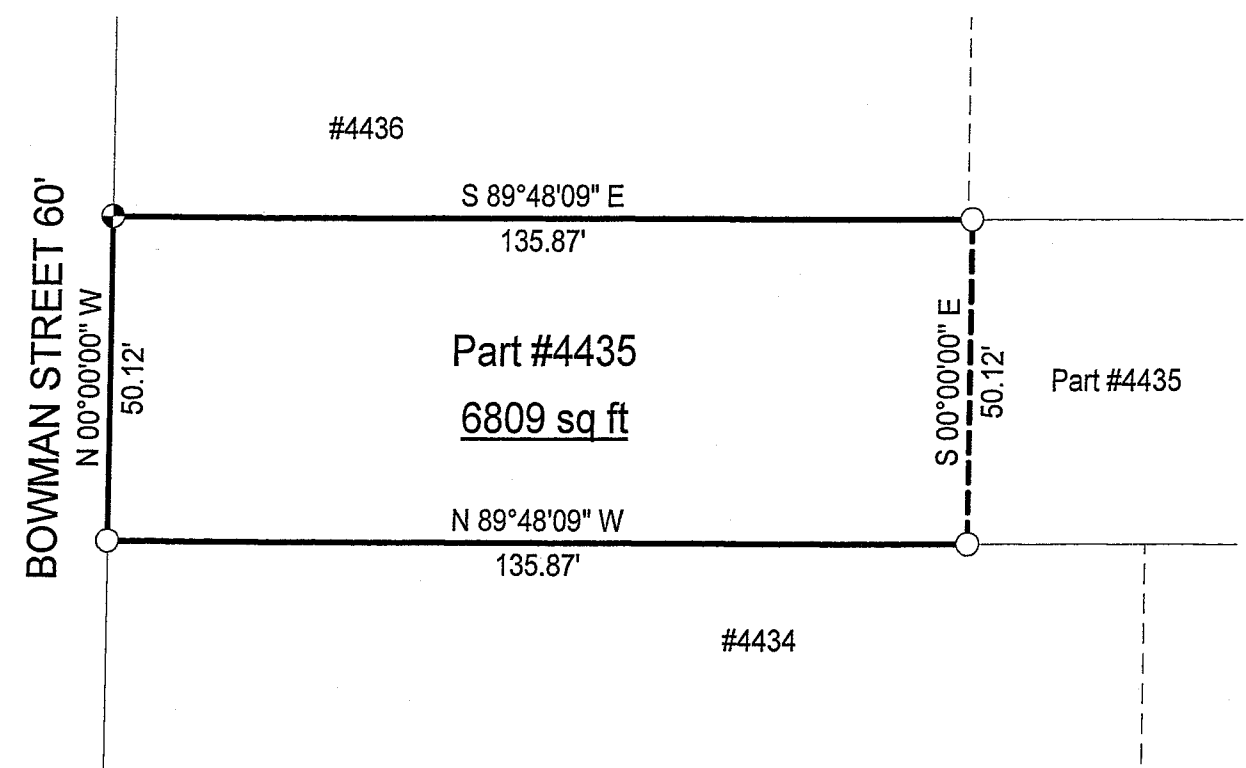 #4436
S 89°48'09" E
135.87'
BOWMAN STREET 60'
N 00°00'00" W
50.12'
Part #4435
6809 sq ft
S 00°00'00" E
50.12'
Part #4435
N 89°48'09" W
135.87'
#4434